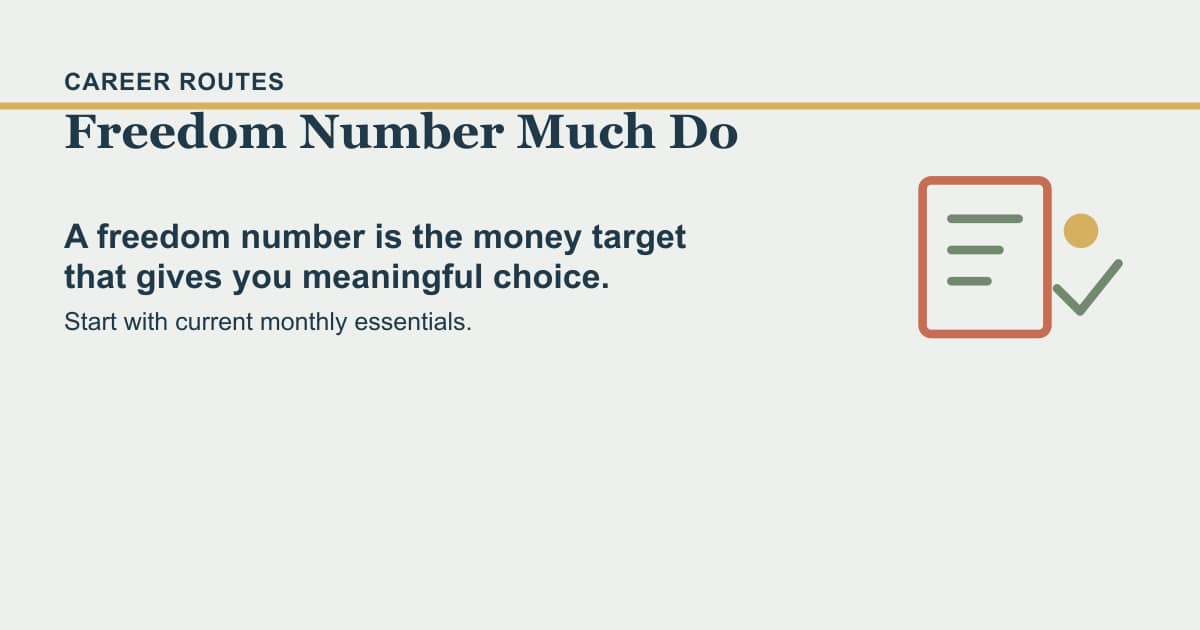 CAREER ROUTES
Freedom Number Much Do
A freedom number is the money target
that gives you meaningful choice.
Start with current monthly essentials.